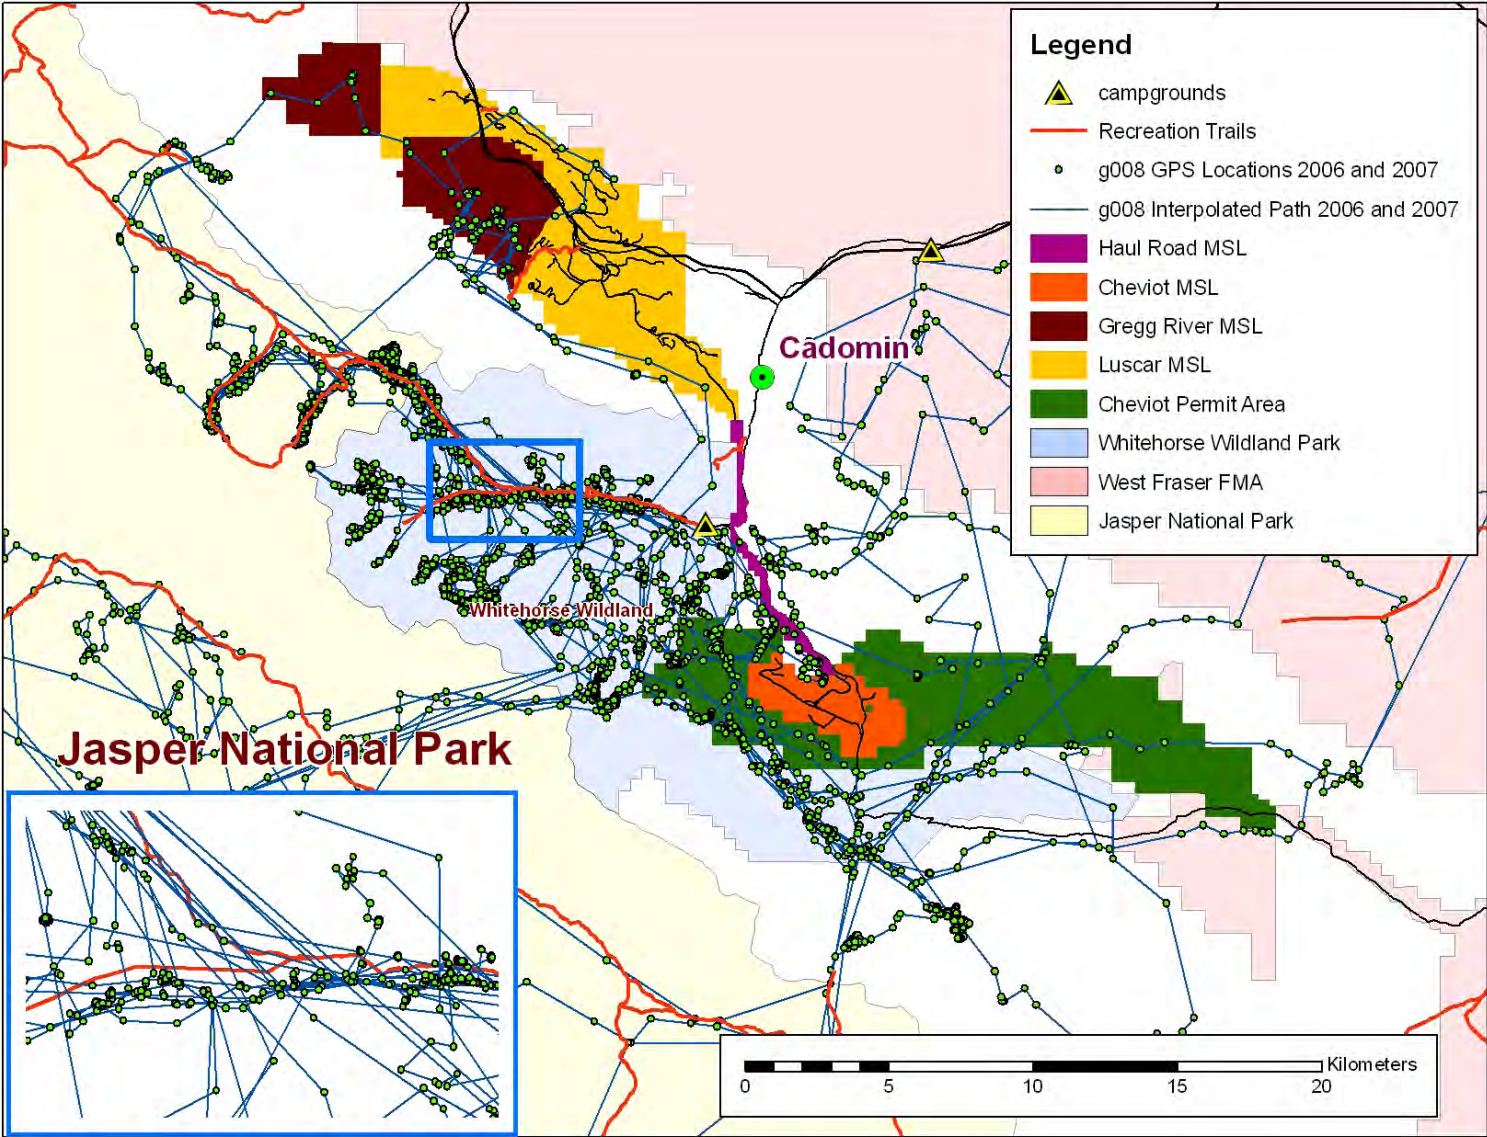 Legend
campgrounds
Recreation Trails
g008 GPS Locations 2006 and 2007
g008 Interpolated Path 2006 and 2007
Haul Road MSL
Cheviot MSL
Gregg River MSL
Luscar MSL
Cheviot Permit Area
Whitehorse Wildland Park
West Fraser FMA
Jasper National Park
Cadomin
Whitehorse Wildland
Jasper National Park
Kilometers
0 5 10 15 20